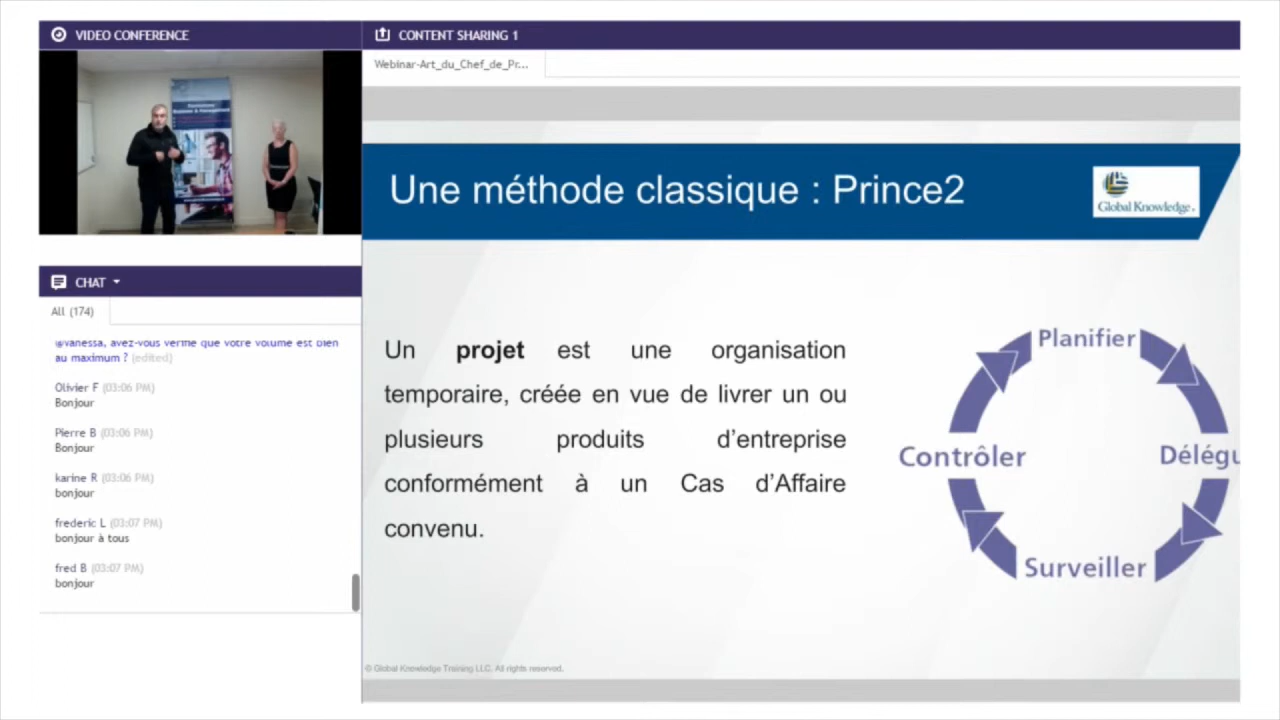 VIDEO CONFERENCE
CONTENT SHARING 1
Webinar-Art_du_Chef_de_Pr...
CHAT
All (174)
@vanessa, avez-vous vérifié que votre volume est bien
au maximum ? (edited)
Olivier F (03:06 PM)
Bonjour
Pierre B (03:06 PM)
Bonjour
karine R (03:06 PM)
bonjour
frederic L (03:07 PM)
bonjour à tous
fred B (03:07 PM)
bonjour
Une méthode classique : Prince2
Global Knowledge.
Un projet est une organisation
temporaire, créée en vue de livrer un ou
plusieurs produits d’entreprise
conformément à un Cas d’Affaire
convenu.
Planifier
Contrôler
Délégu
Surveiller
© Global Knowledge Training LLC. All rights reserved.